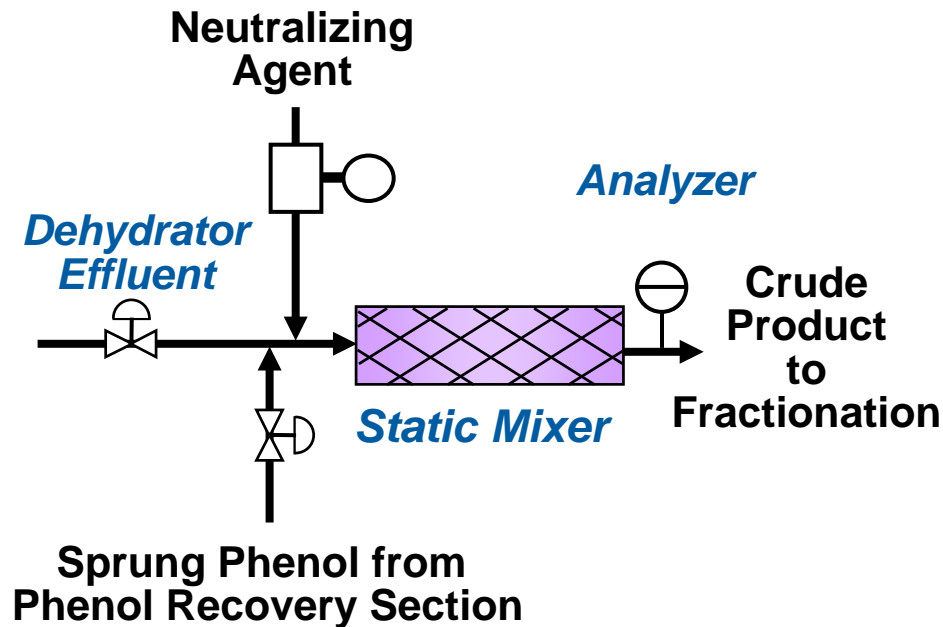 Neutralizing
Agent
Analyzer
Dehydrator
Effluent
Crude
Product
to
Fractionation
Static Mixer
Sprung Phenol from
Phenol Recovery Section